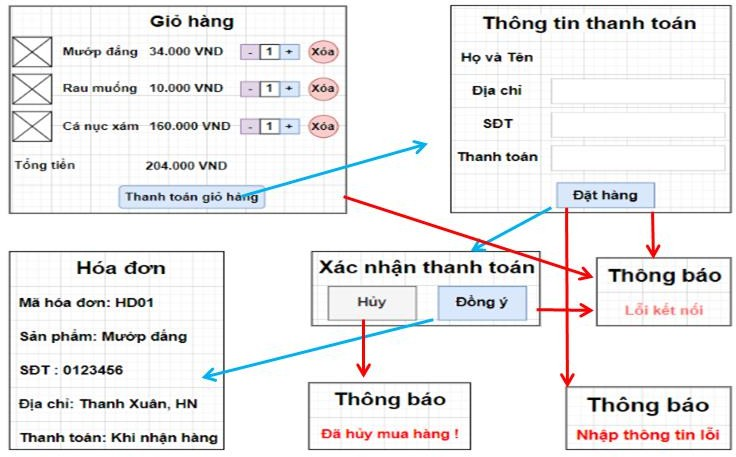 Giỏ hàng
Mướp đắng 34.000 VND - 1 + Xóa
Rau muống 10.000 VND - 1 + Xóa
Cá nục xám 160.000 VND - 1 + Xóa
Tổng tiền 204.000 VND
Thanh toán giỏ hàng
Thông tin thanh toán
Họ và Tên
Địa chỉ
SĐT
Thanh toán
Đặt hàng
Hóa đơn
Mã hóa đơn: HD01
Sản phẩm: Mướp đắng
SĐT : 0123456
Địa chỉ: Thanh Xuân, HN
Thanh toán: Khi nhận hàng
Xác nhận thanh toán
Hủy Đồng ý
Thông báo
Lỗi kết nối
Thông báo
Đã hủy mua hàng !
Thông báo
Nhập thông tin lỗi